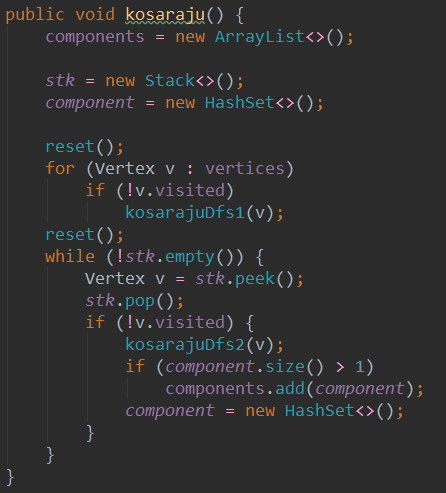 public void kosaraju() {
    components = new ArrayList<>();

    stk = new Stack<>();
    component = new HashSet<>();

    reset();
    for (Vertex v : vertices)
        if (!v.visited)
            kosarajuDfs1(v);
    reset();
    while (!stk.empty()) {
        Vertex v = stk.peek();
        stk.pop();
        if (!v.visited) {
            kosarajuDfs2(v);
            if (component.size() > 1)
                components.add(component);
            component = new HashSet<>();
        }
    }
}